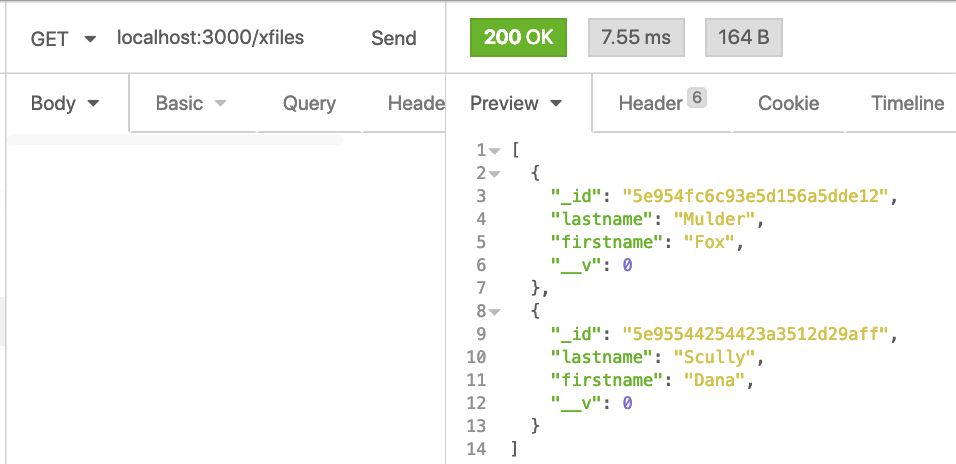 GET localhost:3000/xfiles Send 200 OK 7.55 ms 164 B
Body Basic Query Heade Preview Header 6 Cookie Timeline
1 [
2 {
3 "_id": "5e954fc6c93e5d156a5dde12",
4 "lastname": "Mulder",
5 "firstname": "Fox",
6 "__v": 0
7 },
8 {
9 "_id": "5e95544254423a3512d29aff",
10 "lastname": "Scully",
11 "firstname": "Dana",
12 "__v": 0
13 }
14 ]